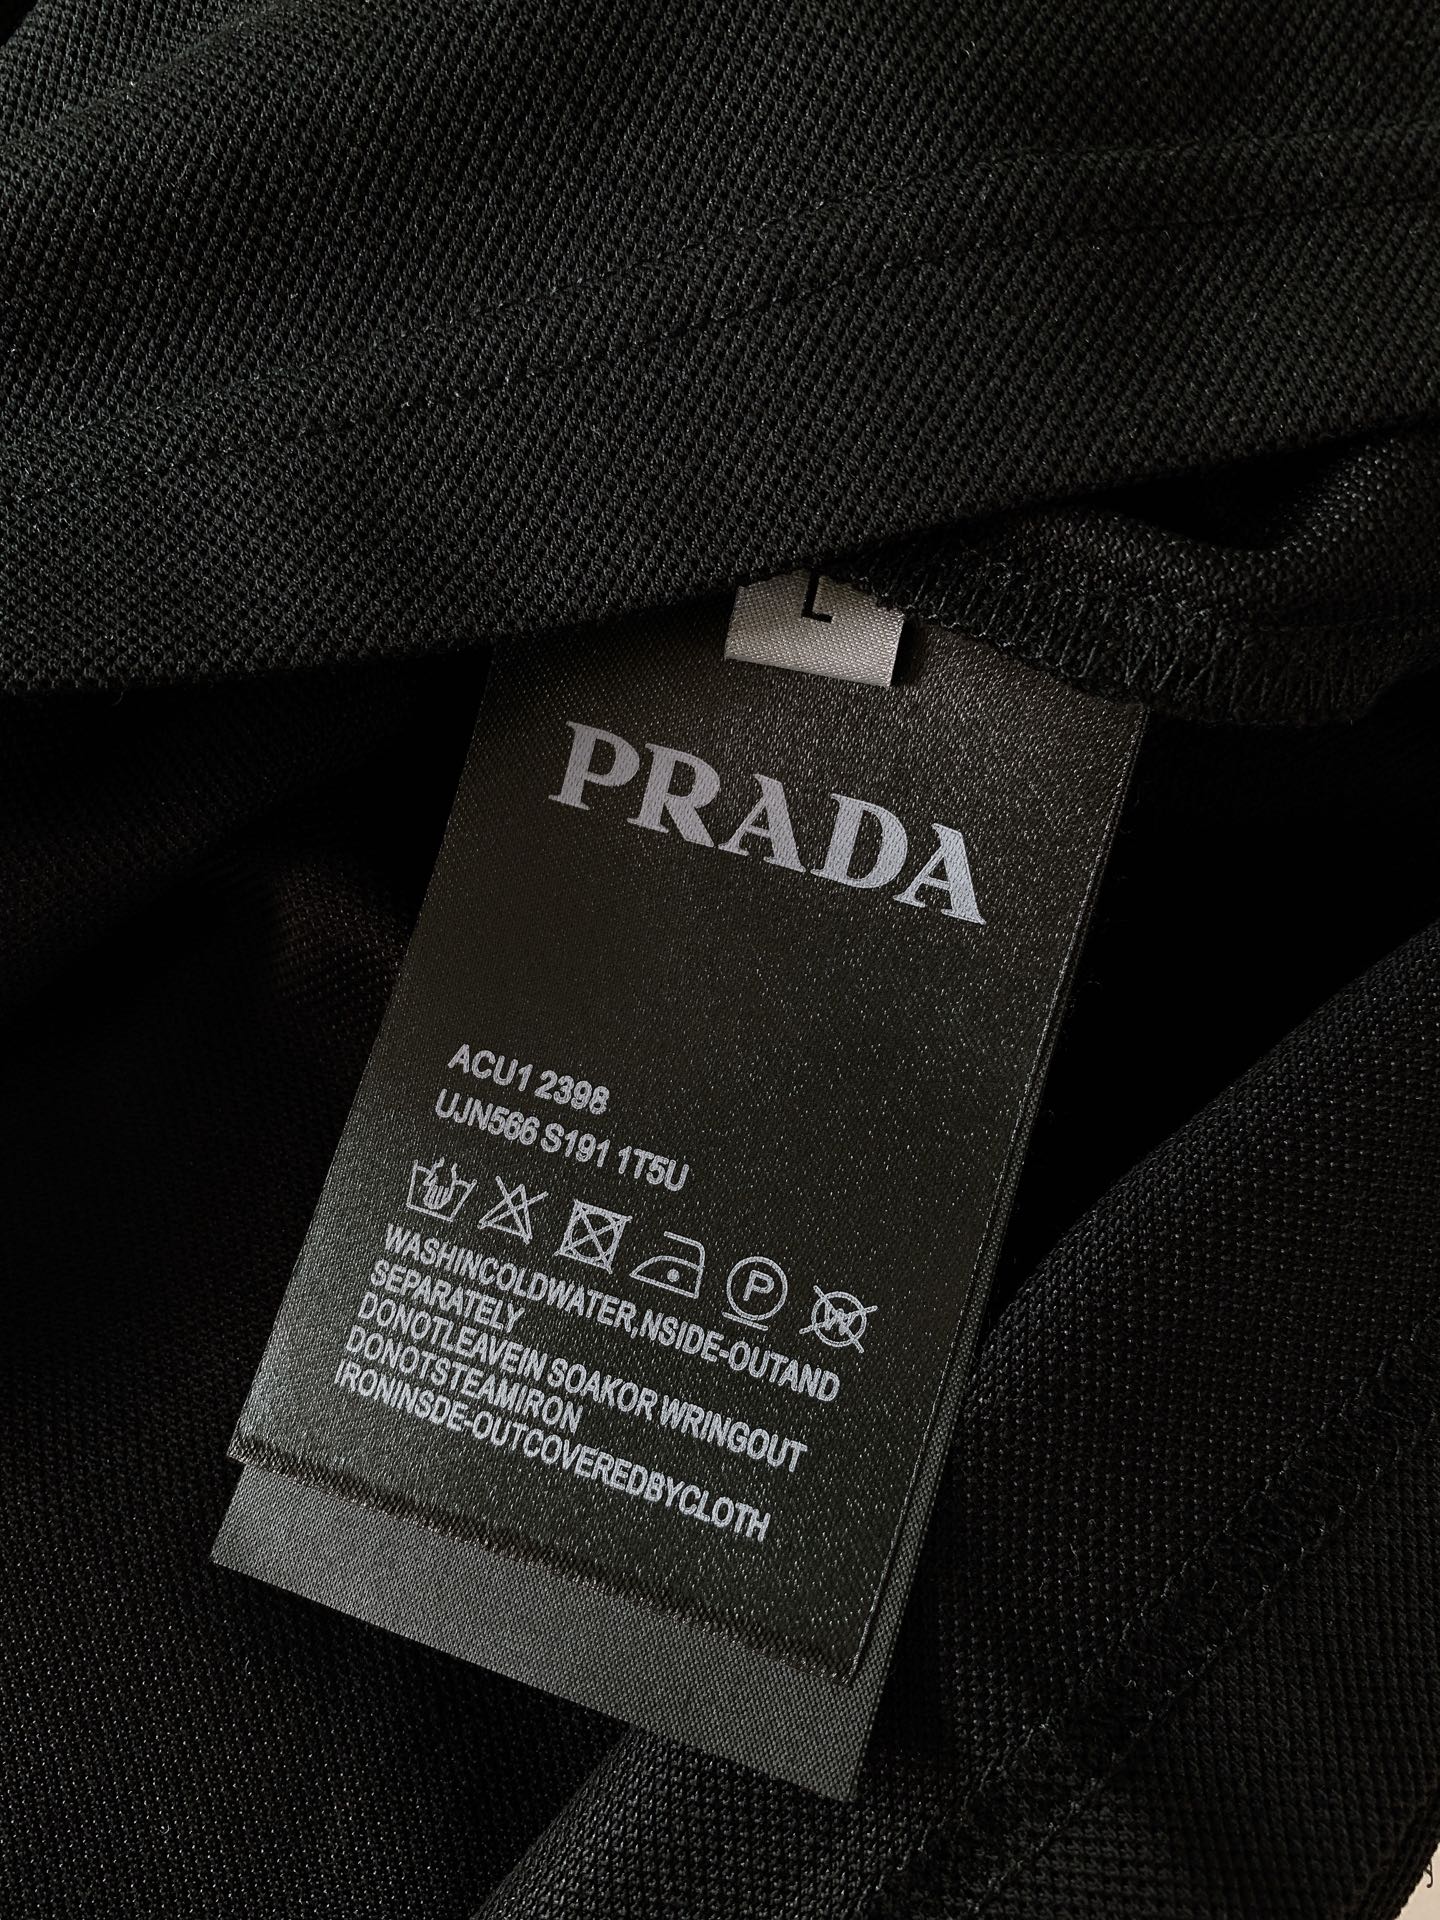 L
PRADA
ACU1 2398
UJN566 S191 1T5U
P
W
WASHINCOLDWATER,NSIDE-OUTAND
SEPARATELY
DONOTLEAVEIN SOAKOR WRINGOUT
DONOTSTEAMIRON
IRONINSDE-OUTCOVEREDBYCLOTH